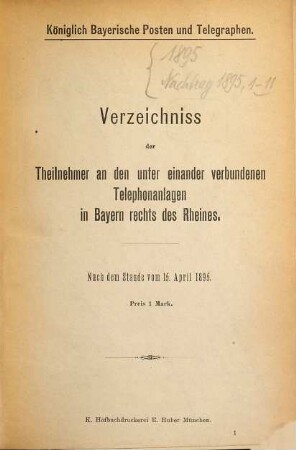 Königlich Bayerische Posten und Telegraphen.
1895
Nachtrag 1895, 1-11
Verzeichniss
der
Theilnehmer an den unter einander verbundenen
Telephonanlagen
in Bayern rechts des Rheines.
Nach dem Stande vom 15. April 1895.
Preis 1 Mark.
K. Hofbuchdruckerei E. Huber München.
1